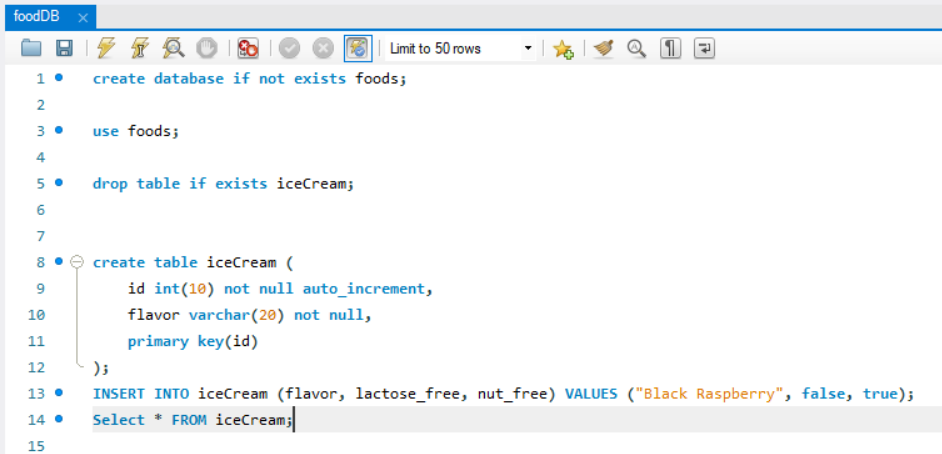 foodDB
Limit to 50 rows
1 create database if not exists foods;
2
3 use foods;
4
5 drop table if exists iceCream;
6
7
8 create table iceCream (
9 id int(10) not null auto_increment,
10 flavor varchar(20) not null,
11 primary key(id)
12 );
13 INSERT INTO iceCream (flavor, lactose_free, nut_free) VALUES ("Black Raspberry", false, true);
14 Select * FROM iceCream;
15